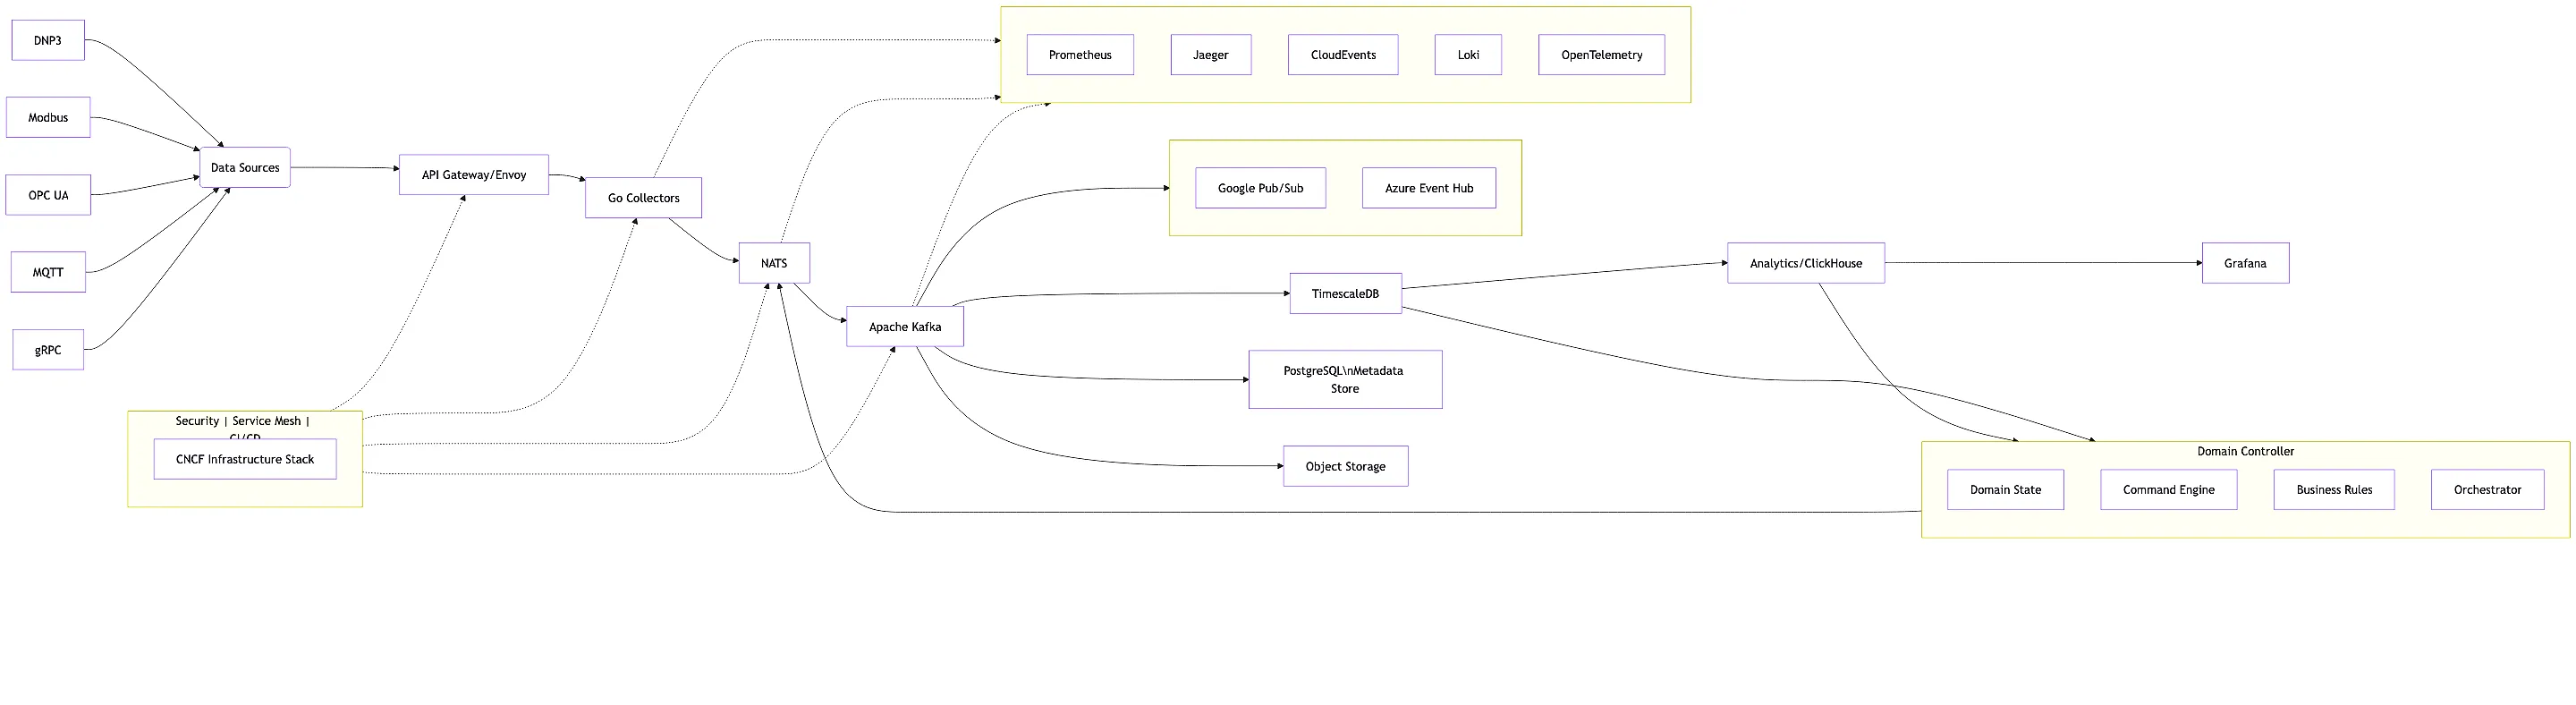 DNP3
Modbus
OPC UA
MQTT
gRPC
Data Sources
API Gateway/Envoy
Go Collectors
NATS
Apache Kafka
Security | Service Mesh |
CI/CD
CNCF Infrastructure Stack
Prometheus
Jaeger
CloudEvents
Loki
OpenTelemetry
Google Pub/Sub
Azure Event Hub
TimescaleDB
PostgreSQL\nMetadata
Store
Object Storage
Analytics/ClickHouse
Grafana
Domain Controller
Domain State
Command Engine
Business Rules
Orchestrator